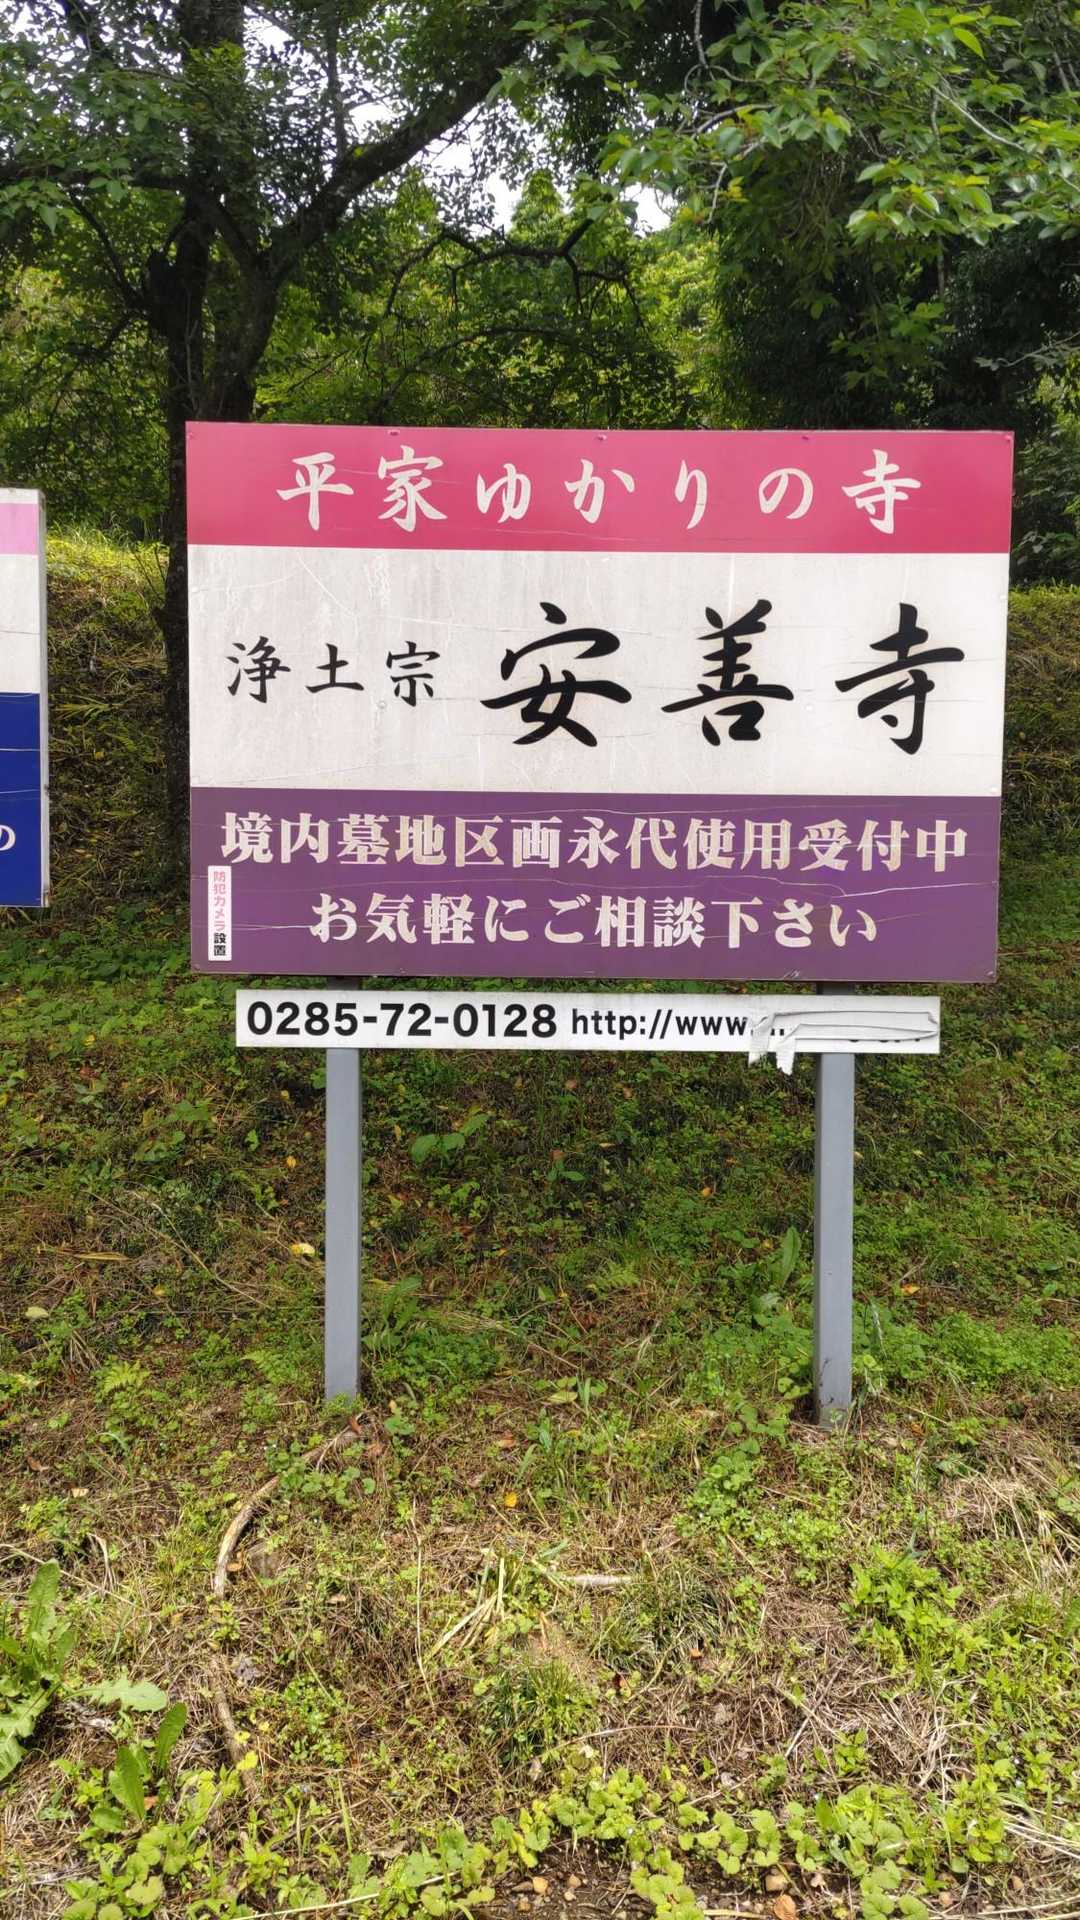 平家ゆかりの寺
浄土宗 安善寺
境内墓地区画永代使用受付中
お気軽にご相談下さい
防犯カメラ設置
0285-72-0128 http://www.
の